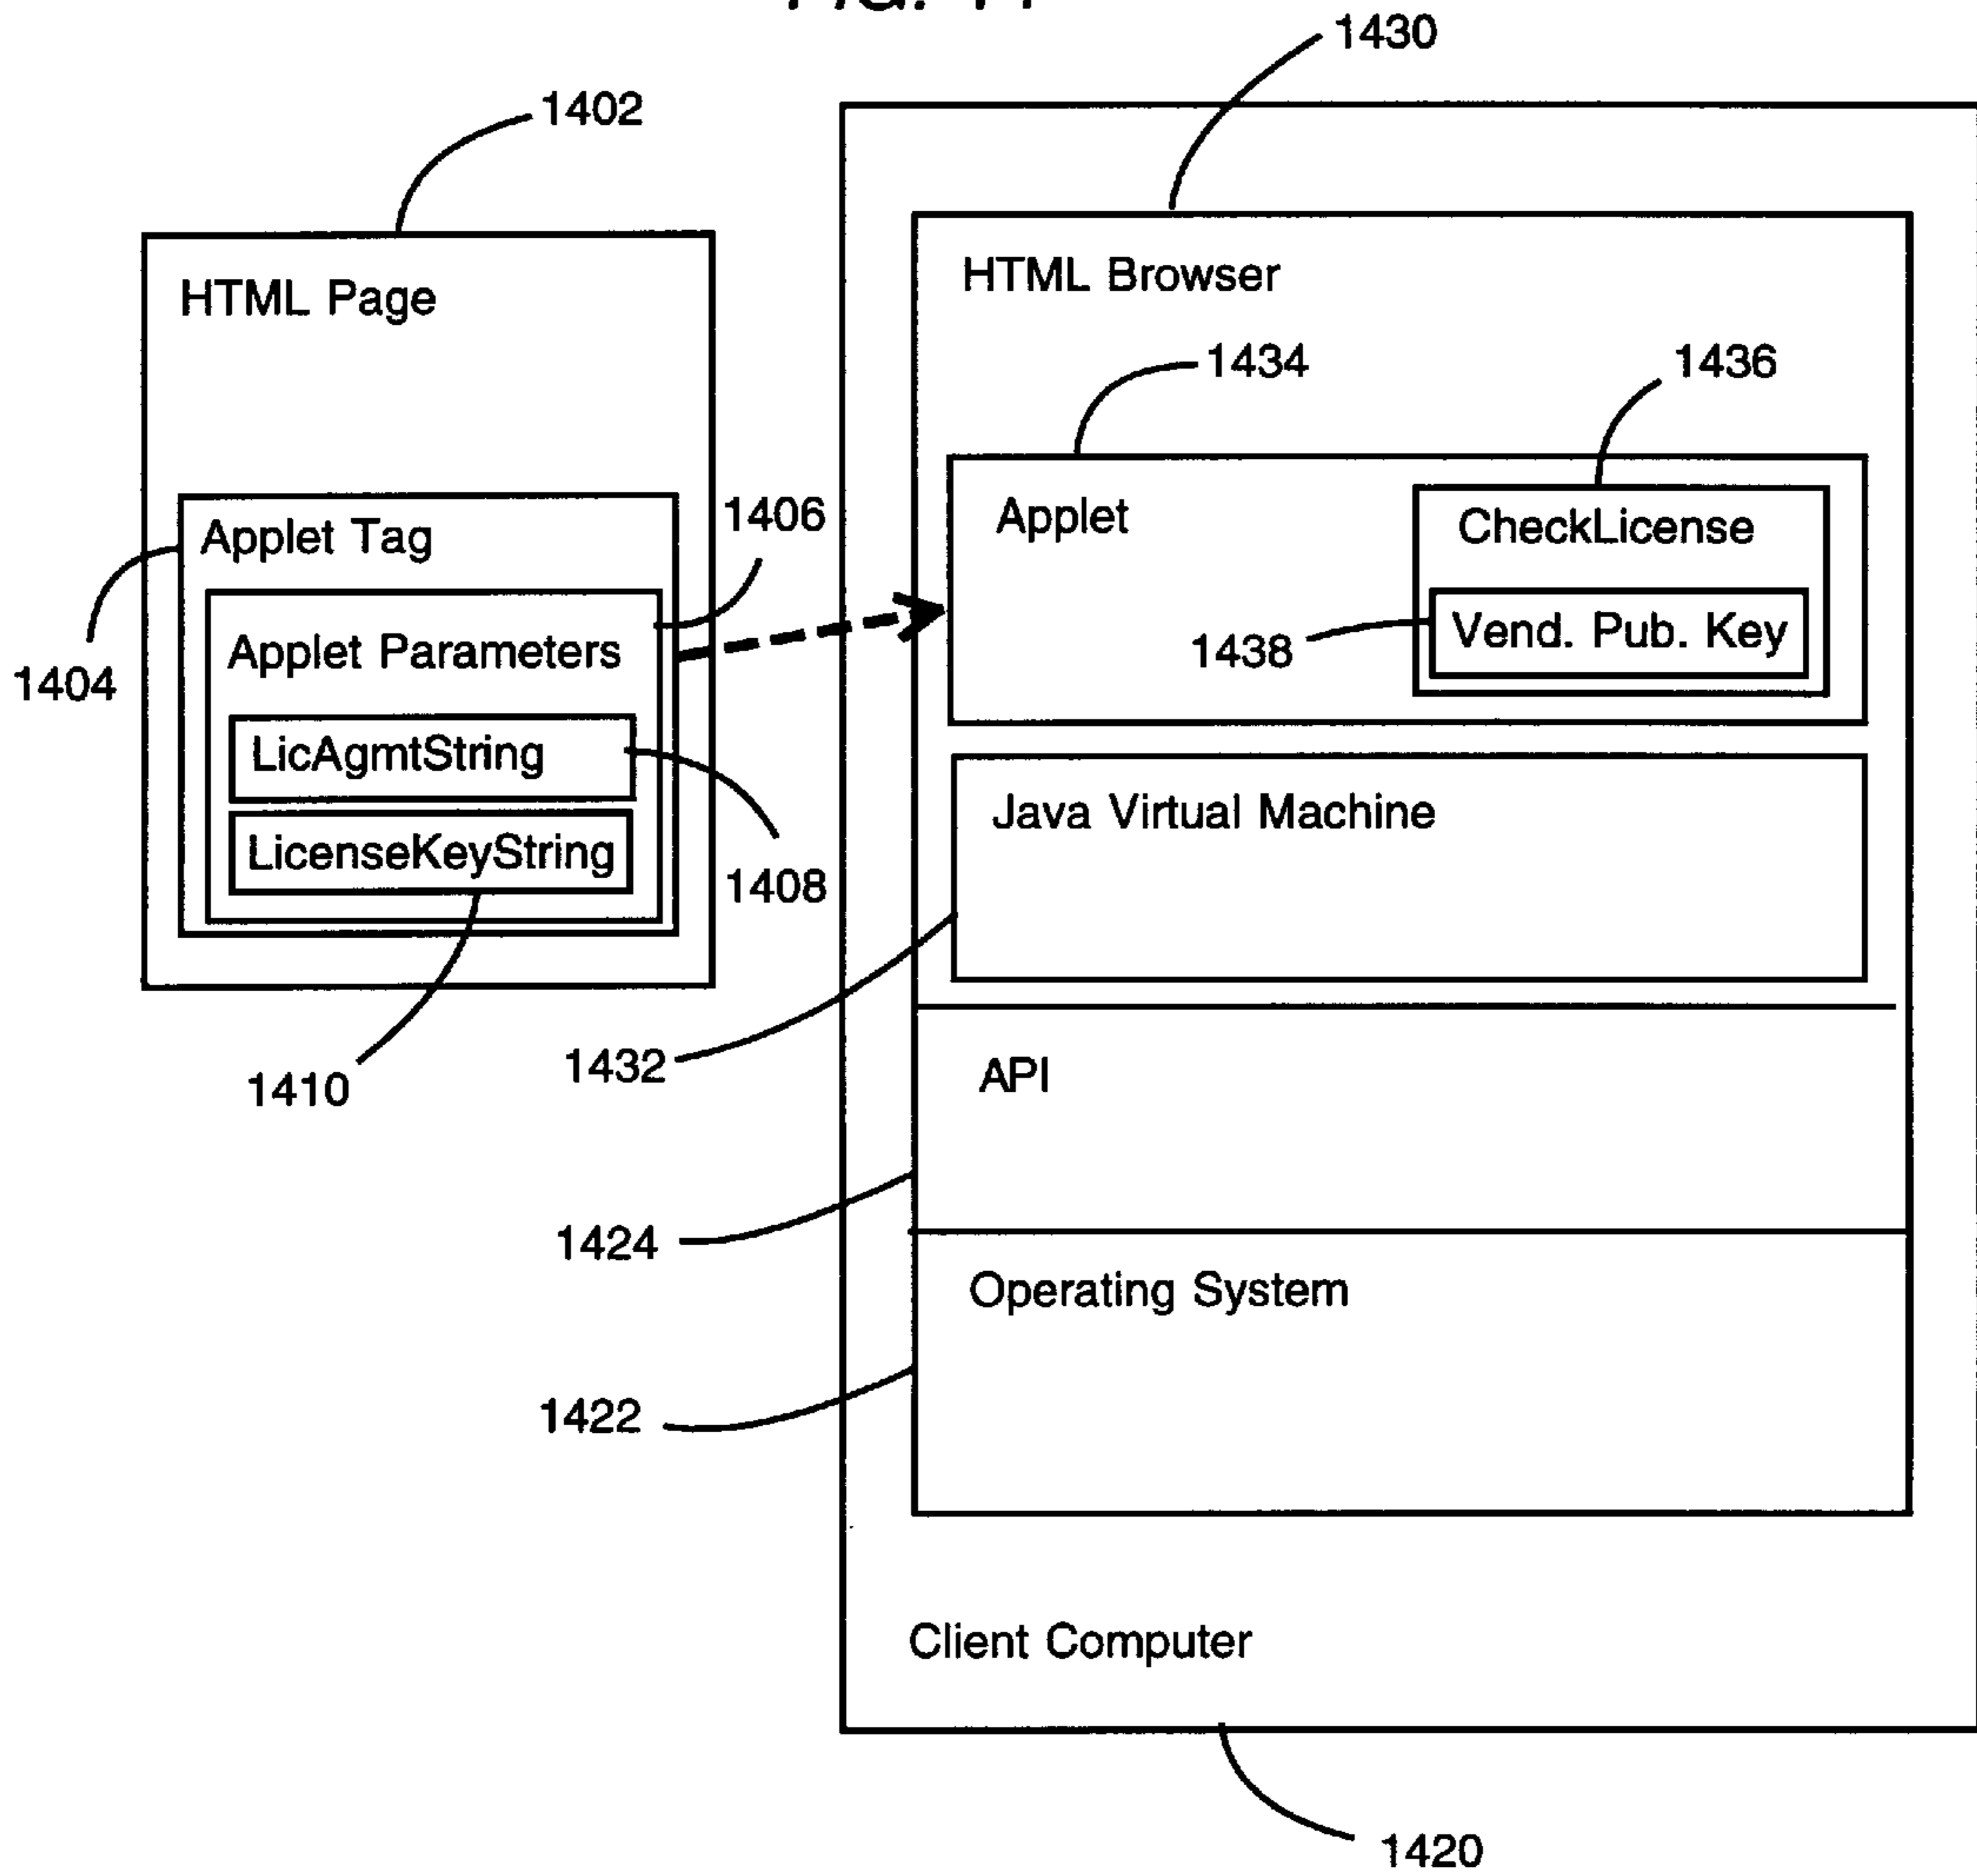 1430
1402
HTML Page
HTML Browser
1434
1436
Applet Tag
1406
Applet
CheckLicense
Applet Parameters
1438
Vend. Pub. Key
1404
LicAgmtString
Java Virtual Machine
LicenseKeyString
1408
1432
API
1410
1424
Operating System
1422
Client Computer
1420